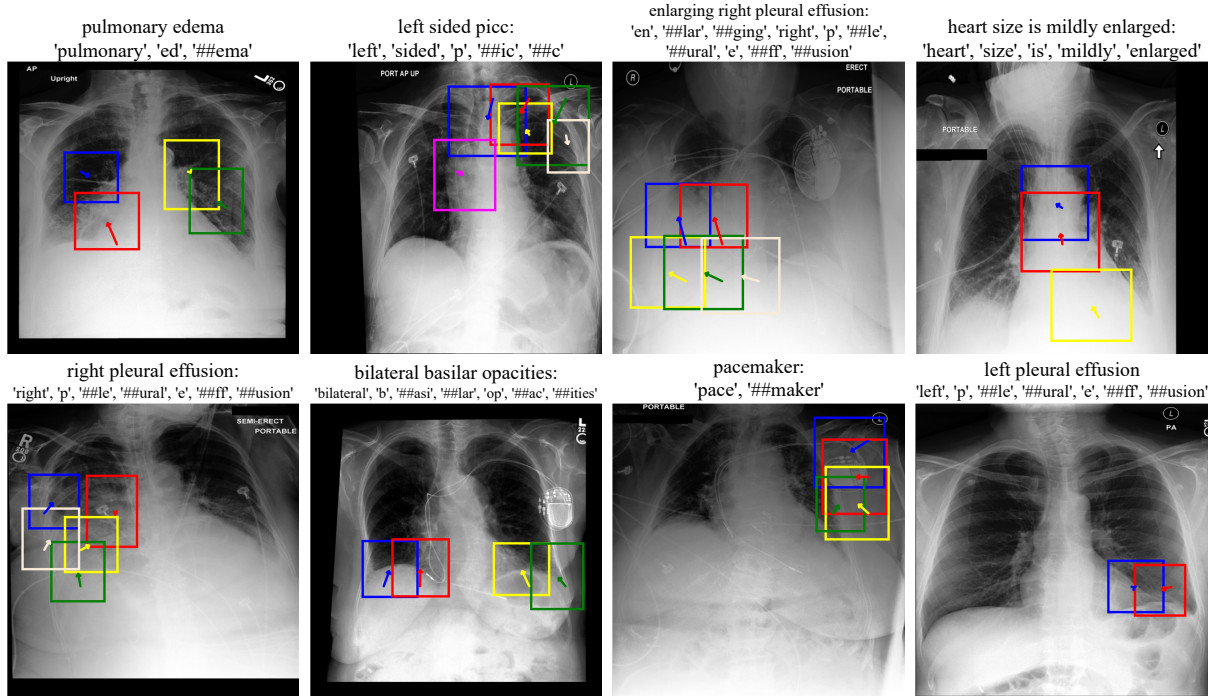 pulmonary edema
'pulmonary', 'ed', '##ema'
AP
Upright
L
left sided picc:
'left', 'sided', 'p', '##ic', '##c'
PORT AP UP
L
enlarging right pleural effusion:
'en', '##lar', '##ging', 'right', 'p', '##le',
'##ural', 'e', '##ff', '##usion'
R
ERECT
PORTABLE
heart size is mildly enlarged:
'heart', 'size', 'is', 'mildly', 'enlarged'
PORTABLE
L
right pleural effusion:
'right', 'p', '##le', '##ural', 'e', '##ff', '##usion'
R
SEMI-ERECT
PORTABLE
bilateral basilar opacities:
'bilateral', 'b', '##asi', '##lar', 'op', '##ac', '##ities'
L
pacemaker:
'pace', '##maker'
PORTABLE
L
left pleural effusion
'left', 'p', '##le', '##ural', 'e', '##ff', '##usion'
L
PA